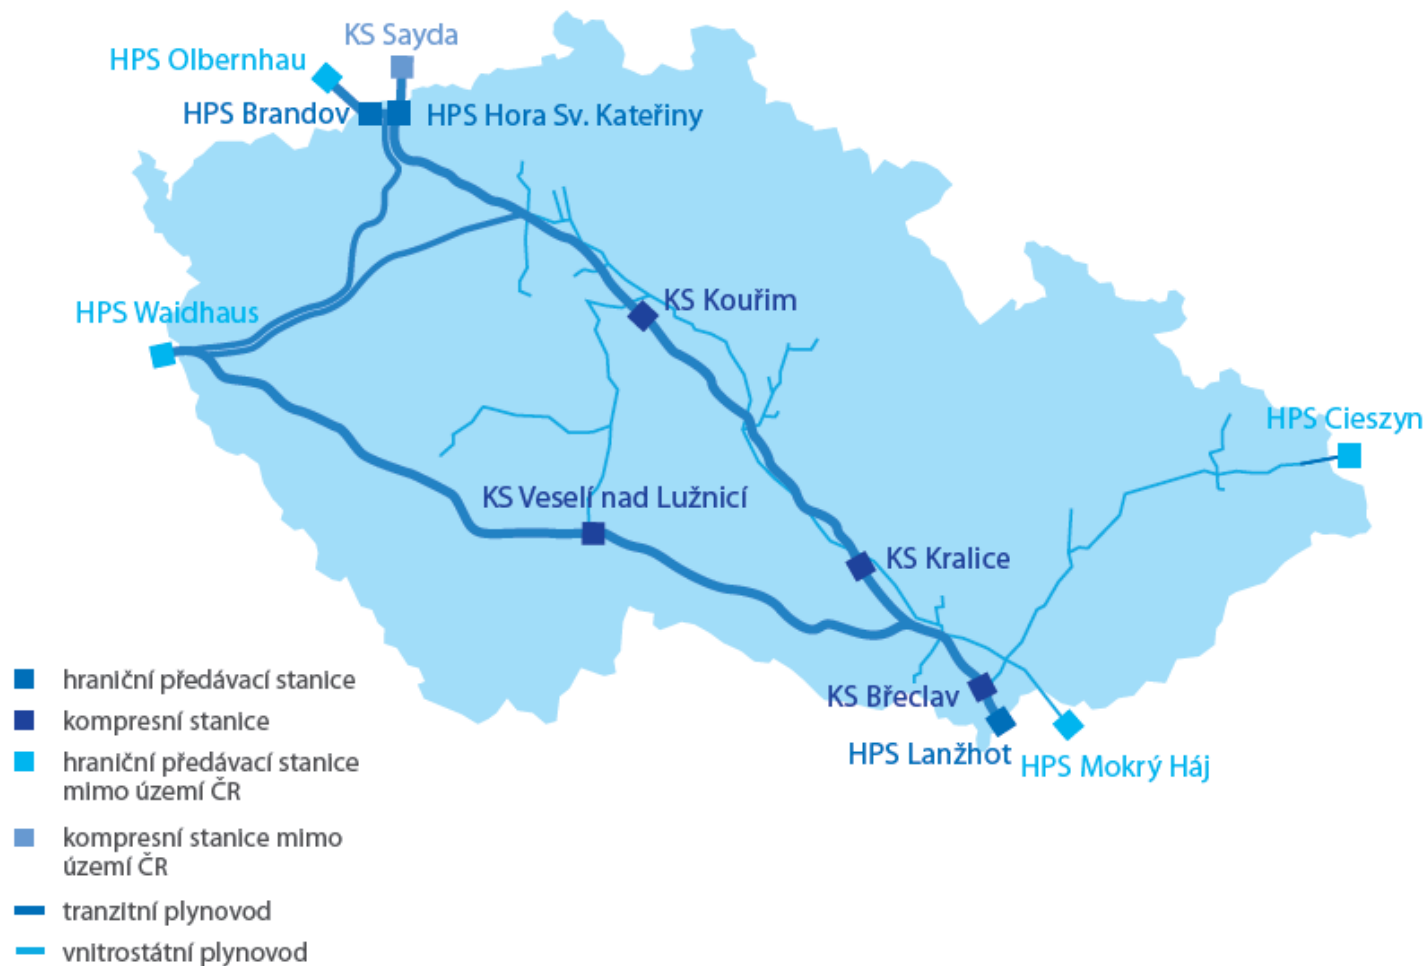 KS Sayda
HPS Olbernhau
HPS Brandov
HPS Hora Sv. Kateřiny
KS Kouřim
HPS Waidhaus
HPS Cieszyn
KS Veselí nad Lužnicí
KS Kralice
KS Břeclav
HPS Lanžhot
HPS Mokrý Háj
hraniční předávací stanice
kompresní stanice
hraniční předávací stanice
mimo území ČR
kompresní stanice mimo
území ČR
tranzitní plynovod
vnitrostátní plynovod